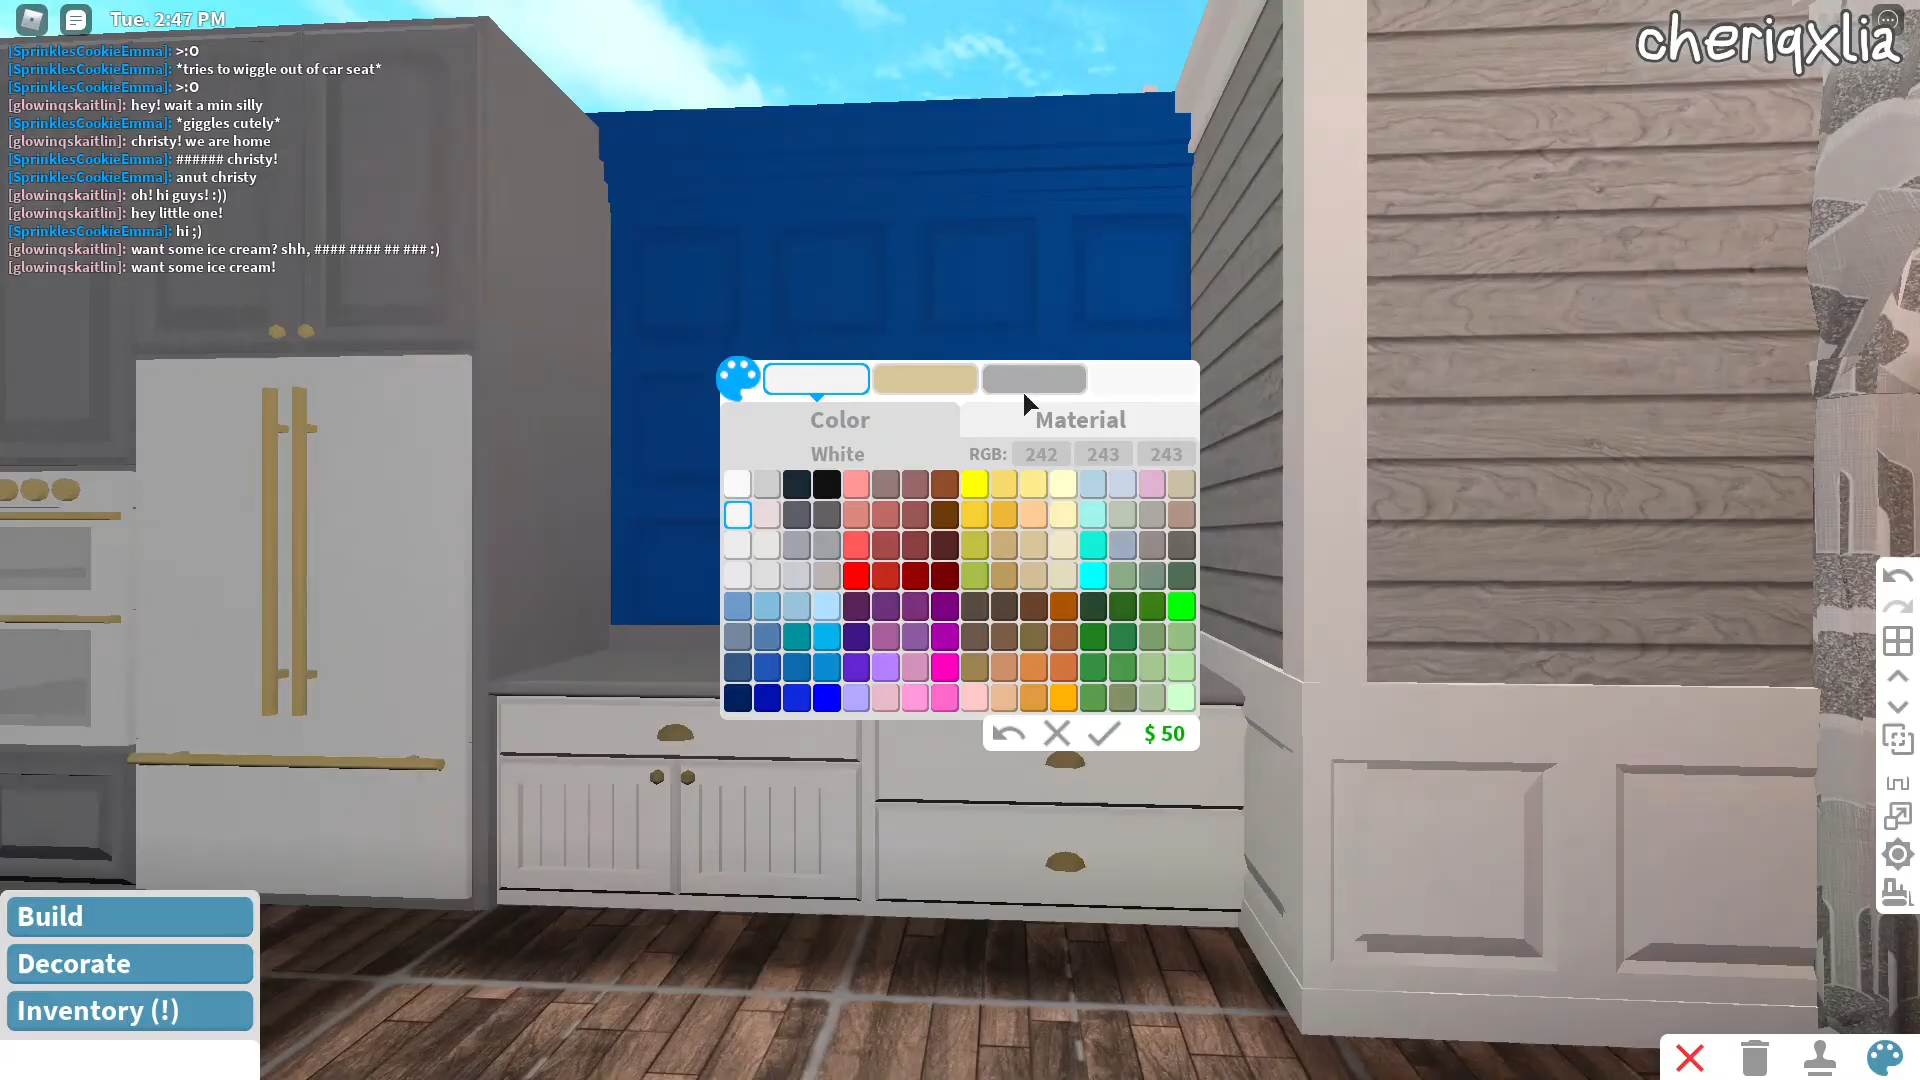 Tue. 2:47 PM
cheriqxlia
[SprinklesCookieEmma]: >:O
[SprinklesCookieEmma]: *tries to wiggle out of car seat*
[SprinklesCookieEmma]: >:O
[glowinqskaitlin]: hey! wait a min silly
[SprinklesCookieEmma]: *giggles cutely*
[glowinqskaitlin]: christy! we are home
[SprinklesCookieEmma]: ###### christy!
[SprinklesCookieEmma]: anut christy
[glowinqskaitlin]: oh! hi guys! :))
[glowinqskaitlin]: hey little one!
[SprinklesCookieEmma]: hi ;)
[glowinqskaitlin]: want some ice cream? shh, #### #### ## ### :)
[glowinqskaitlin]: want some ice cream!
Color
Material
White
RGB: 242 243 243
$ 50
Build
Decorate
Inventory (!)